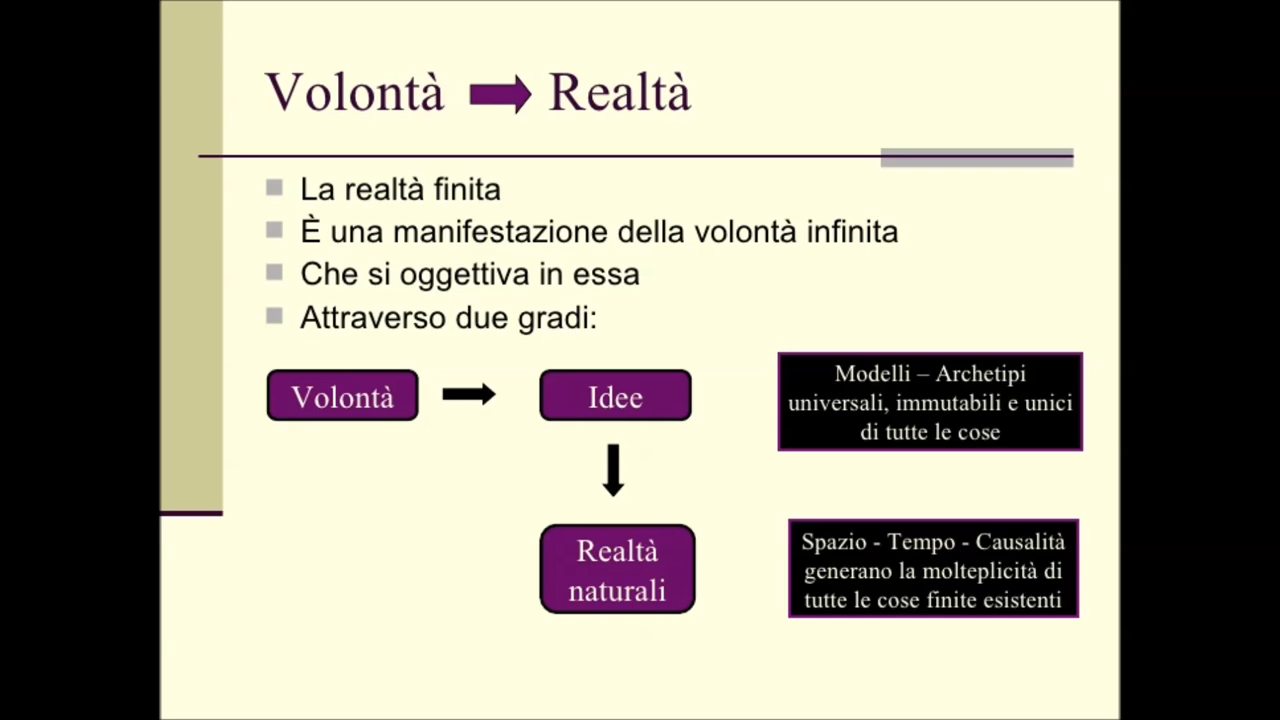 Volontà Realtà
La realtà finita
È una manifestazione della volontà infinita
Che si oggettiva in essa
Attraverso due gradi:
Volontà
Idee
Modelli – Archetipi
universali, immutabili e unici
di tutte le cose
Realtà
naturali
Spazio - Tempo - Causalità
generano la molteplicità di
tutte le cose finite esistenti